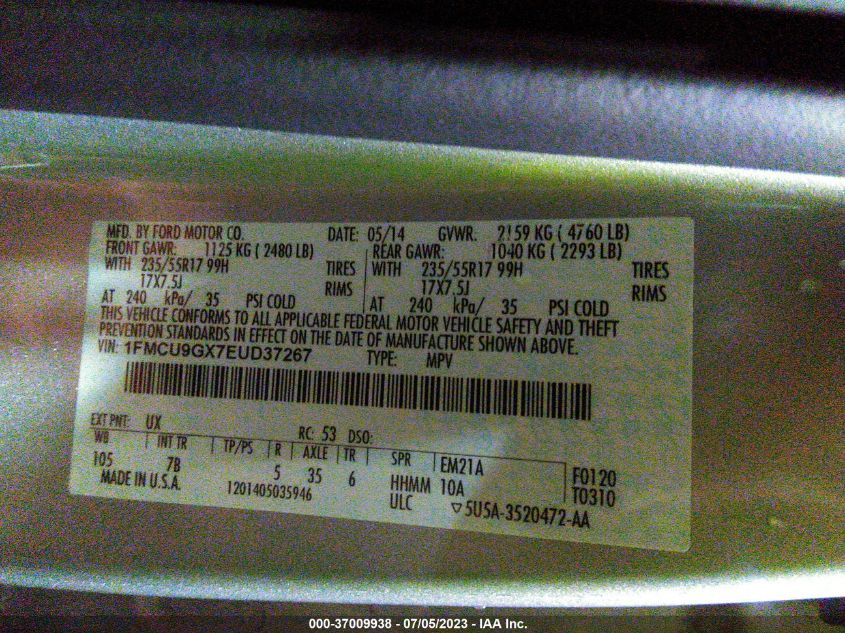 MFD. BY FORD MOTOR CO. DATE: 05/14 GVWR: 2159 KG ( 4760 LB)
FRONT GAWR: 1125 KG ( 2480 LB) REAR GAWR: 1040 KG ( 2293 LB)
WITH 235/55R17 99H TIRES WITH 235/55R17 99H TIRES
17X7.5J RIMS 17X7.5J RIMS
AT 240 kPa/ 35 PSI COLD AT 240 kPa/ 35 PSI COLD
THIS VEHICLE CONFORMS TO ALL APPLICABLE FEDERAL MOTOR VEHICLE SAFETY AND THEFT
PREVENTION STANDARDS IN EFFECT ON THE DATE OF MANUFACTURE SHOWN ABOVE.
VIN: 1FMCU9GX7EUD37267 TYPE: MPV
EXT PNT: UX RC: 53 DSO:
WB INT TR TP/PS R AXLE TR SPR EM21A F0120
105 7B 5 35 6 HHMM 10A T0310
MADE IN U.S.A. 1201405035946 ULC ▽5U5A-3520472-AA
000-37009938 - 07/05/2023 - IAA Inc.